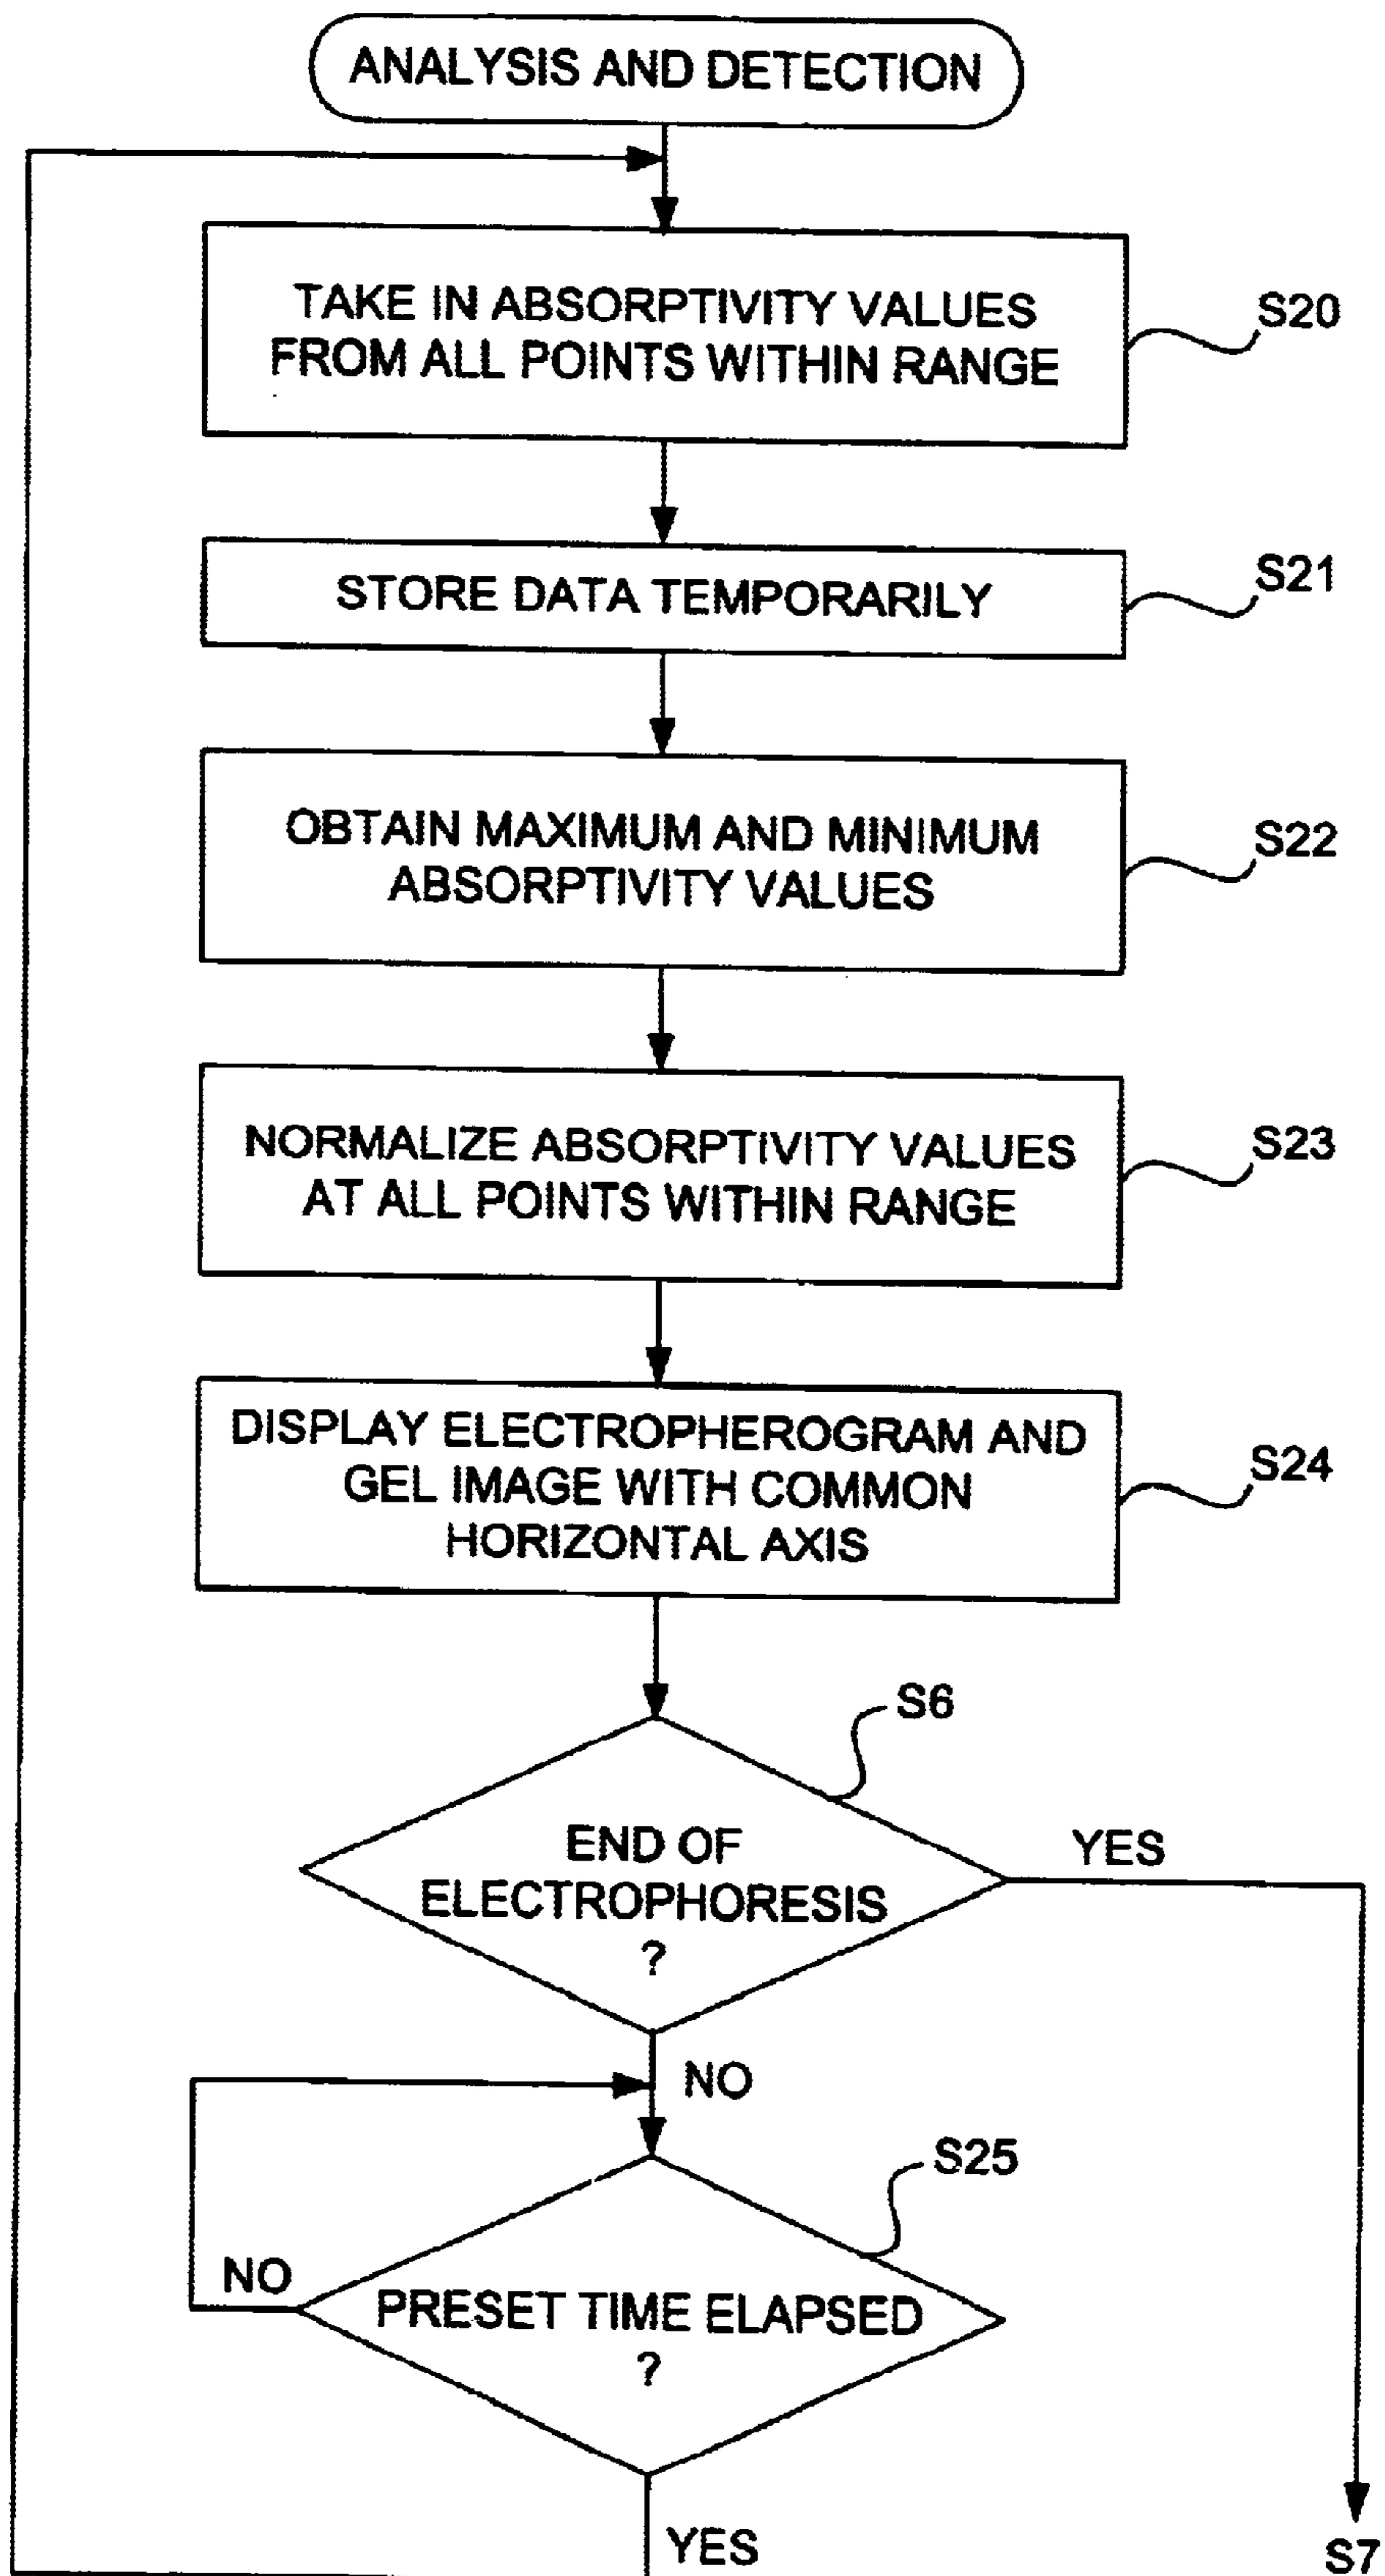 ANALYSIS AND DETECTION
TAKE IN ABSORPTIVITY VALUES
FROM ALL POINTS WITHIN RANGE
S20
STORE DATA TEMPORARILY
S21
OBTAIN MAXIMUM AND MINIMUM
ABSORPTIVITY VALUES
S22
NORMALIZE ABSORPTIVITY VALUES
AT ALL POINTS WITHIN RANGE
S23
DISPLAY ELECTROPHEROGRAM AND
GEL IMAGE WITH COMMON
HORIZONTAL AXIS
S24
S6
END OF
ELECTROPHORESIS
?
YES
NO
S25
NO
PRESET TIME ELAPSED
?
YES
S7